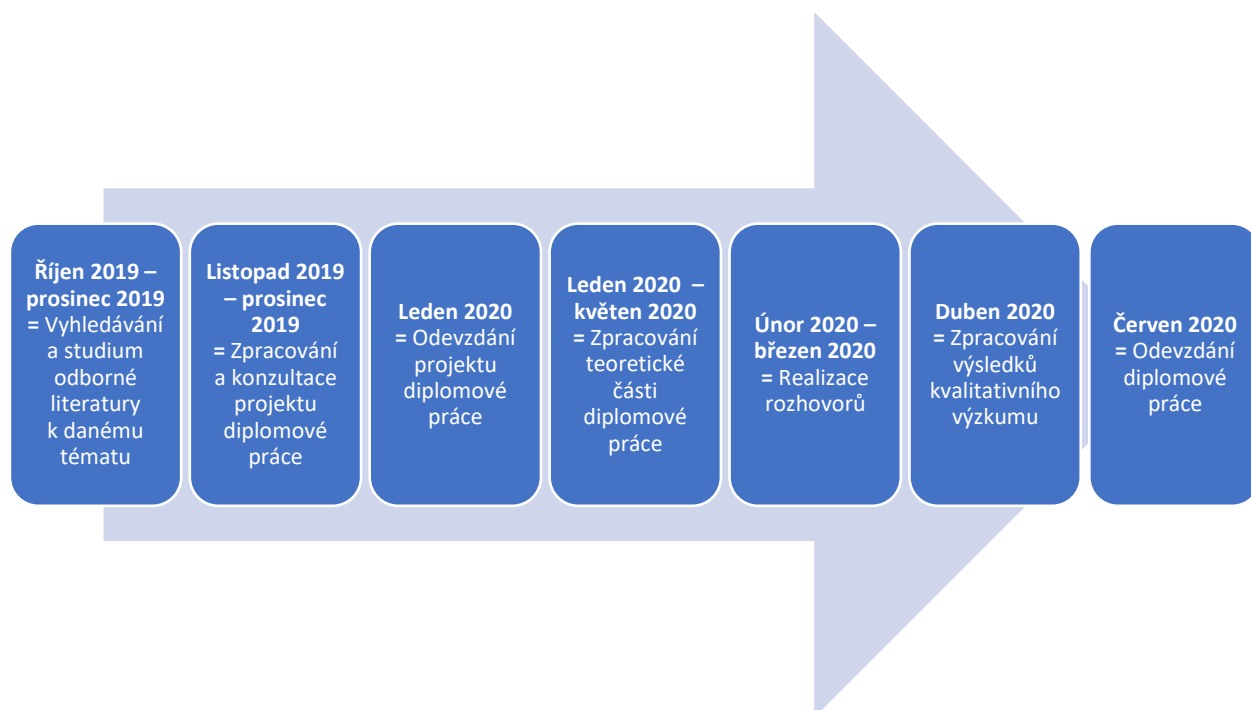 Říjen 2019 –
prosinec 2019
= Vyhledávání
a studium
odborné
literatury
k danému
tématu
Listopad 2019
– prosinec
2019
= Zpracování
a konzultace
projektu
diplomové
práce
Leden 2020
= Odevzdání
projektu
diplomové
práce
Leden 2020 –
květen 2020
= Zpracování
teoretické
části
diplomové
práce
Únor 2020 –
březen 2020
= Realizace
rozhovorů
Duben 2020
= Zpracování
výsledků
kvalitativního
výzkumu
Červen 2020
= Odevzdání
diplomové
práce